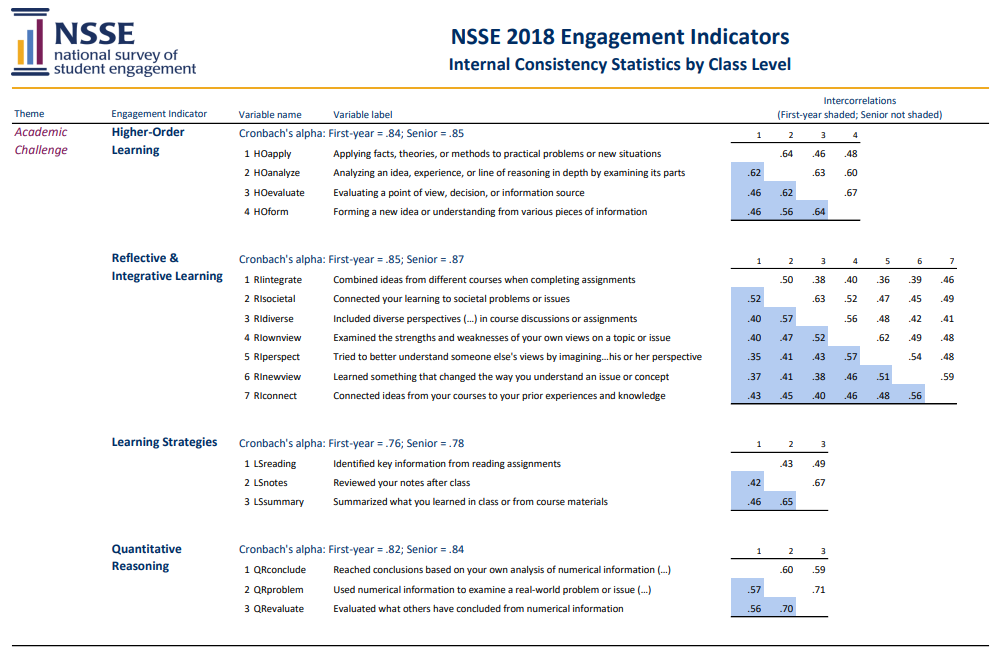 NSSE
national survey of
student engagement
NSSE 2018 Engagement Indicators
Internal Consistency Statistics by Class Level
Intercorrelations
Theme Engagement Indicator Variable name Variable label (First-year shaded; Senior not shaded)
Academic Challenge
Higher-Order Learning
Cronbach's alpha: First-year = .84; Senior = .85 1 2 3 4
1 HOapply Applying facts, theories, or methods to practical problems or new situations .64 .46 .48
2 HOanalyze Analyzing an idea, experience, or line of reasoning in depth by examining its parts .62 .63 .60
3 HOevaluate Evaluating a point of view, decision, or information source .46 .62 .67
4 HOform Forming a new idea or understanding from various pieces of information .46 .56 .64
Reflective &
Integrative Learning
Cronbach's alpha: First-year = .85; Senior = .87 1 2 3 4 5 6 7
1 RIintegrate Combined ideas from different courses when completing assignments .50 .38 .40 .36 .39 .46
2 RIsocietal Connected your learning to societal problems or issues .52 .63 .52 .47 .45 .49
3 RIdiverse Included diverse perspectives (…) in course discussions or assignments .40 .57 .56 .48 .42 .41
4 RIownview Examined the strengths and weaknesses of your own views on a topic or issue .40 .47 .52 .62 .49 .48
5 RIperspect Tried to better understand someone else's views by imagining…his or her perspective .35 .41 .43 .57 .54 .48
6 RInewview Learned something that changed the way you understand an issue or concept .37 .41 .38 .46 .51 .59
7 RIconnect Connected ideas from your courses to your prior experiences and knowledge .43 .45 .40 .46 .48 .56
Learning Strategies Cronbach's alpha: First-year = .76; Senior = .78 1 2 3
1 LSreading Identified key information from reading assignments .43 .49
2 LSnotes Reviewed your notes after class .42 .67
3 LSsummary Summarized what you learned in class or from course materials .46 .65
Quantitative
Reasoning
Cronbach's alpha: First-year = .82; Senior = .84 1 2 3
1 QRconclude Reached conclusions based on your own analysis of numerical information (…) .60 .59
2 QRproblem Used numerical information to examine a real-world problem or issue (…) .57 .71
3 QRevaluate Evaluated what others have concluded from numerical information .56 .70